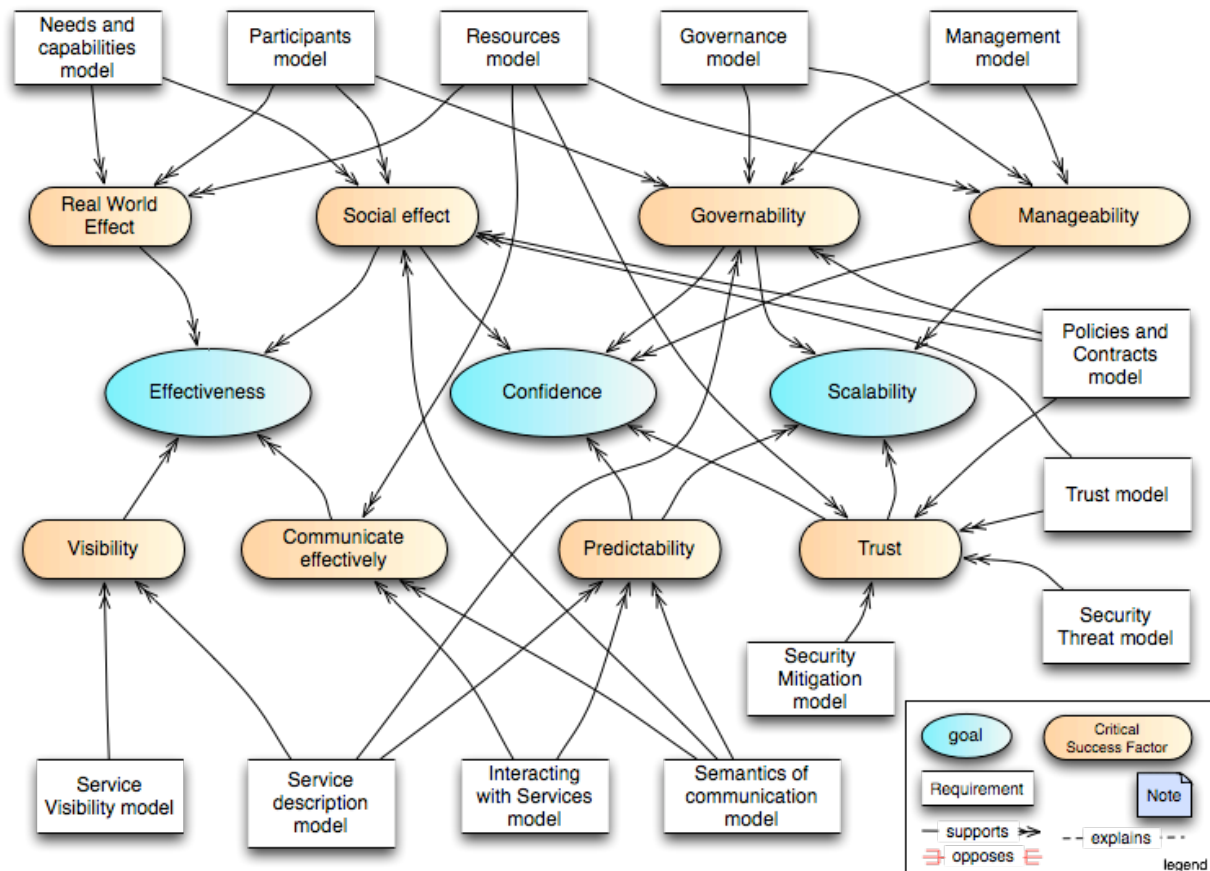 Needs and
capabilities
model
Participants
model
Resources
model
Governance
model
Management
model
Real World
Effect
Social effect
Governability
Manageability
Policies and
Contracts
model
Effectiveness
Confidence
Scalability
Trust model
Visibility
Communicate
effectively
Predictability
Trust
Security
Threat model
Security
Mitigation
model
Service
Visibility model
Service
description
model
Interacting
with Services
model
Semantics of
communication
model
goal
Critical
Success Factor
Requirement
Note
supports
explains
opposes
legend